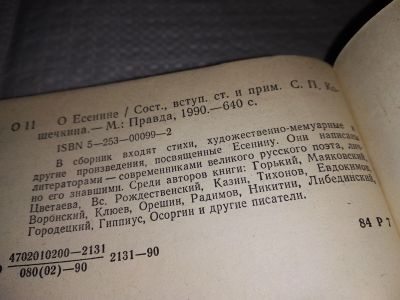 О 11 О Есенине / Сост., вступ. ст. и прим. С. П. Ко-
шечкина.— М.: Правда, 1990.—640 с.
ISBN 5—253—00099—2
В сборник входят стихи, художественно-мемуарные и
другие произведения, посвященные Есенину. Они написаны
литераторами — современниками великого русского поэта, лич-
но его знавшими. Среди авторов книги: Горький, Маяковский,
Цветаева, Вс. Рождественский, Казин, Тихонов, Евдокимов,
Воронский, Клюев, Орешин, Радимов, Никитин, Либединский,
Городецкий, Гиппиус, Осоргин и другие писатели.
4702010200—2131
080(02)—90
2131—90
84 Р 7